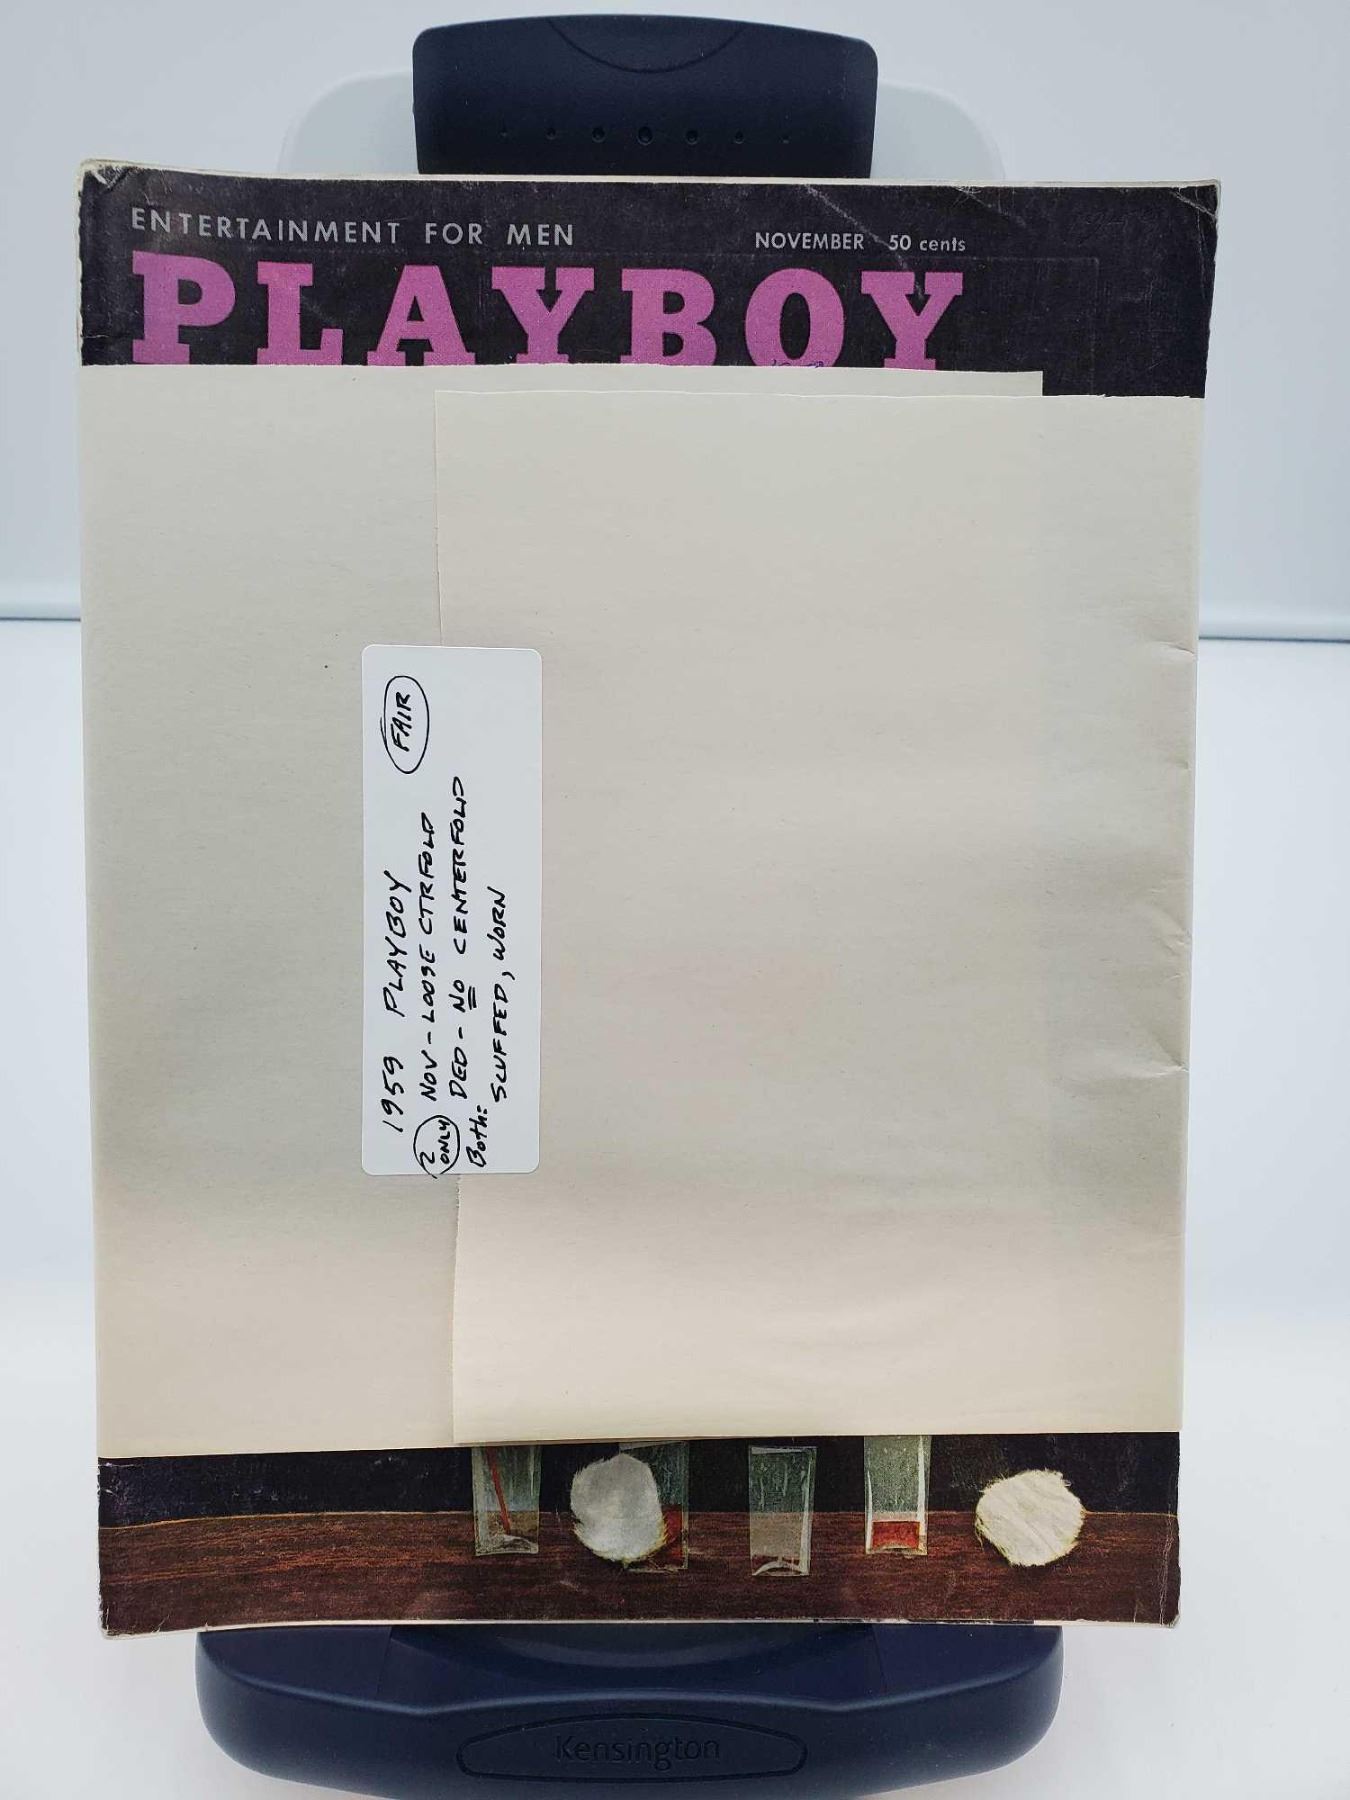 ENTERTAINMENT FOR MEN
NOVEMBER 50 cents
PLAYBOY
1959 PLAYBOY
FAIR
2 ONLY
NOV - LOOSE CTRFOLD
DED - NO CENTERFOLD
Both:
SCUFFED, WORN
Kensington